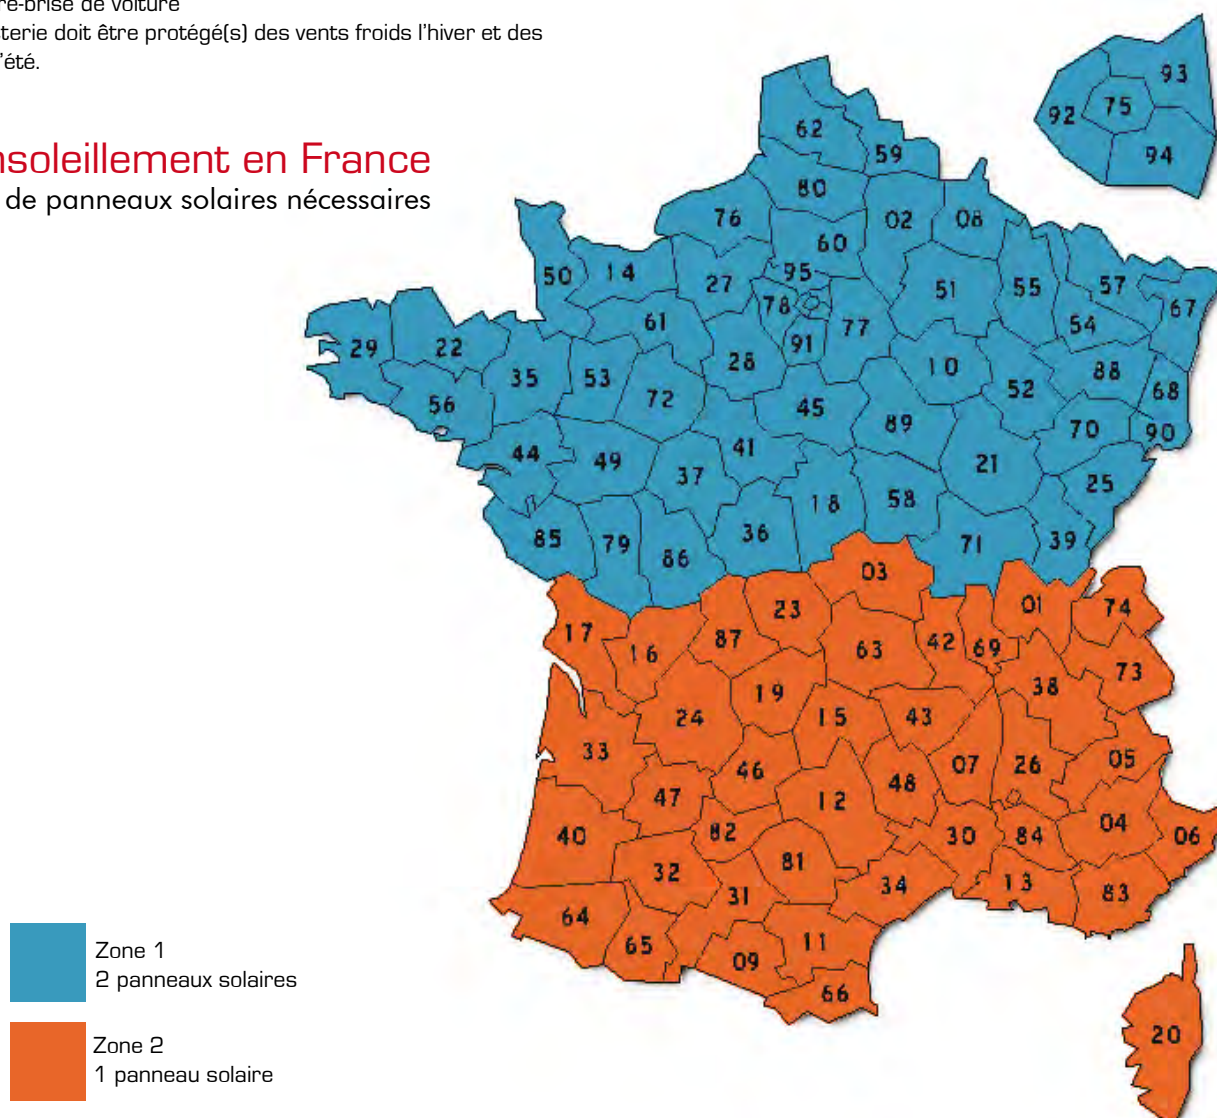 re-brise de voiture
tterie doit être protégé(s) des vents froids l'hiver et des
'été.
nsoleillement en France
de panneaux solaires nécessaires
93
92 75
94
62
59
80
76 02 08
60
50 14 27 95 51 55 57 67
78
61 77 54
29 22 28 91
35 53 10 88
56 72 45 52 68
89 70 90
44 49 41
37 21 25
18 58
85 79 86 36 71 39
03
17 23 01 74
16 87 63 42 69
73
19 38
24 15 43
33 05
46 07 26
47 12 48
40 82 30 84 04 06
32 81
31 34 13 83
64
65 11
09
66
20
Zone 1
2 panneaux solaires
Zone 2
1 panneau solaire